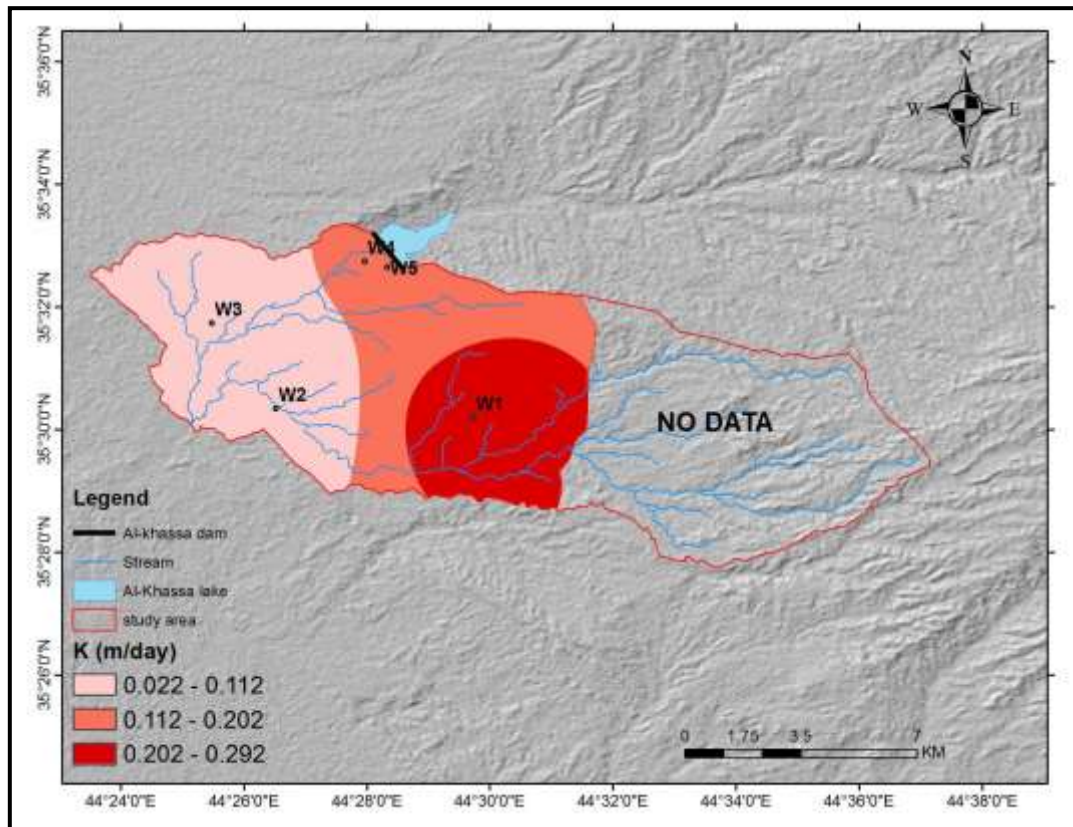 N
W E
S
35°36'0"N
35°34'0"N
35°32'0"N
35°30'0"N
35°28'0"N
35°26'0"N
W4
W5
W3
W2
W1
NO DATA
Legend
Al-khassa dam
Stream
Al-Khassa lake
study area
K (m/day)
0.022 - 0.112
0.112 - 0.202
0.202 - 0.292
0 1.75 3.5 7
KM
44°24'0"E 44°26'0"E 44°28'0"E 44°30'0"E 44°32'0"E 44°34'0"E 44°36'0"E 44°38'0"E